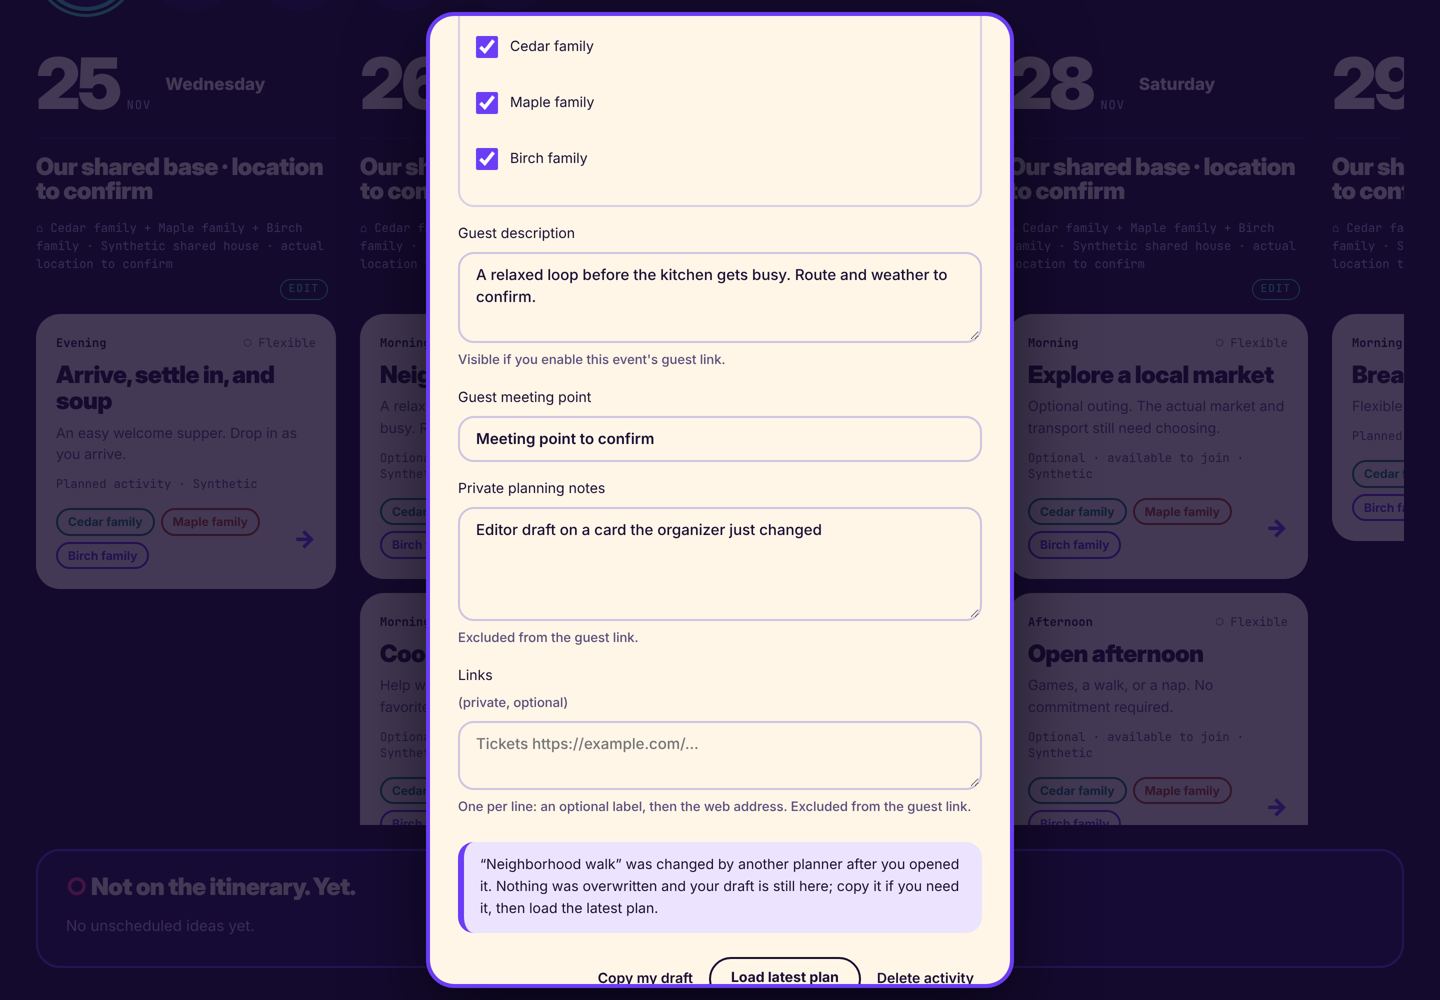 25 NOV Wednesday
Our shared base · location
to confirm
⌂ Cedar family + Maple family + Birch
family · Synthetic shared house · actual
location to confirm
EDIT
Evening
○ Flexible
Arrive, settle in, and
soup
An easy welcome supper. Drop in as
you arrive.
Planned activity · Synthetic
Cedar family
Maple family
Birch family
→
26
Cedar family
Maple family
Birch family
Guest description
A relaxed loop before the kitchen gets busy. Route and weather to
confirm.
Visible if you enable this event's guest link.
Guest meeting point
Meeting point to confirm
Private planning notes
Editor draft on a card the organizer just changed
Excluded from the guest link.
Links
(private, optional)
Tickets https://example.com/...
One per line: an optional label, then the web address. Excluded from the guest link.
“Neighborhood walk” was changed by another planner after you opened
it. Nothing was overwritten and your draft is still here; copy it if you need
it, then load the latest plan.
Copy my draft
Load latest plan
Delete activity
28 NOV Saturday
Our shared base · location
to confirm
Cedar family + Maple family + Birch
family · Synthetic shared house · actual
location to confirm
EDIT
Morning
○ Flexible
Explore a local market
Optional outing. The actual market and
transport still need choosing.
Optional · available to join ·
Synthetic
Cedar family
Maple family
Birch family
→
Afternoon
○ Flexible
Open afternoon
Games, a walk, or a nap. No
commitment required.
Optional · available to join ·
Synthetic
Cedar family
Maple family
Birch family
→
29
Our sh
to con
Morning
Flexible
Planned
Not on the itinerary. Yet.
No unscheduled ideas yet.